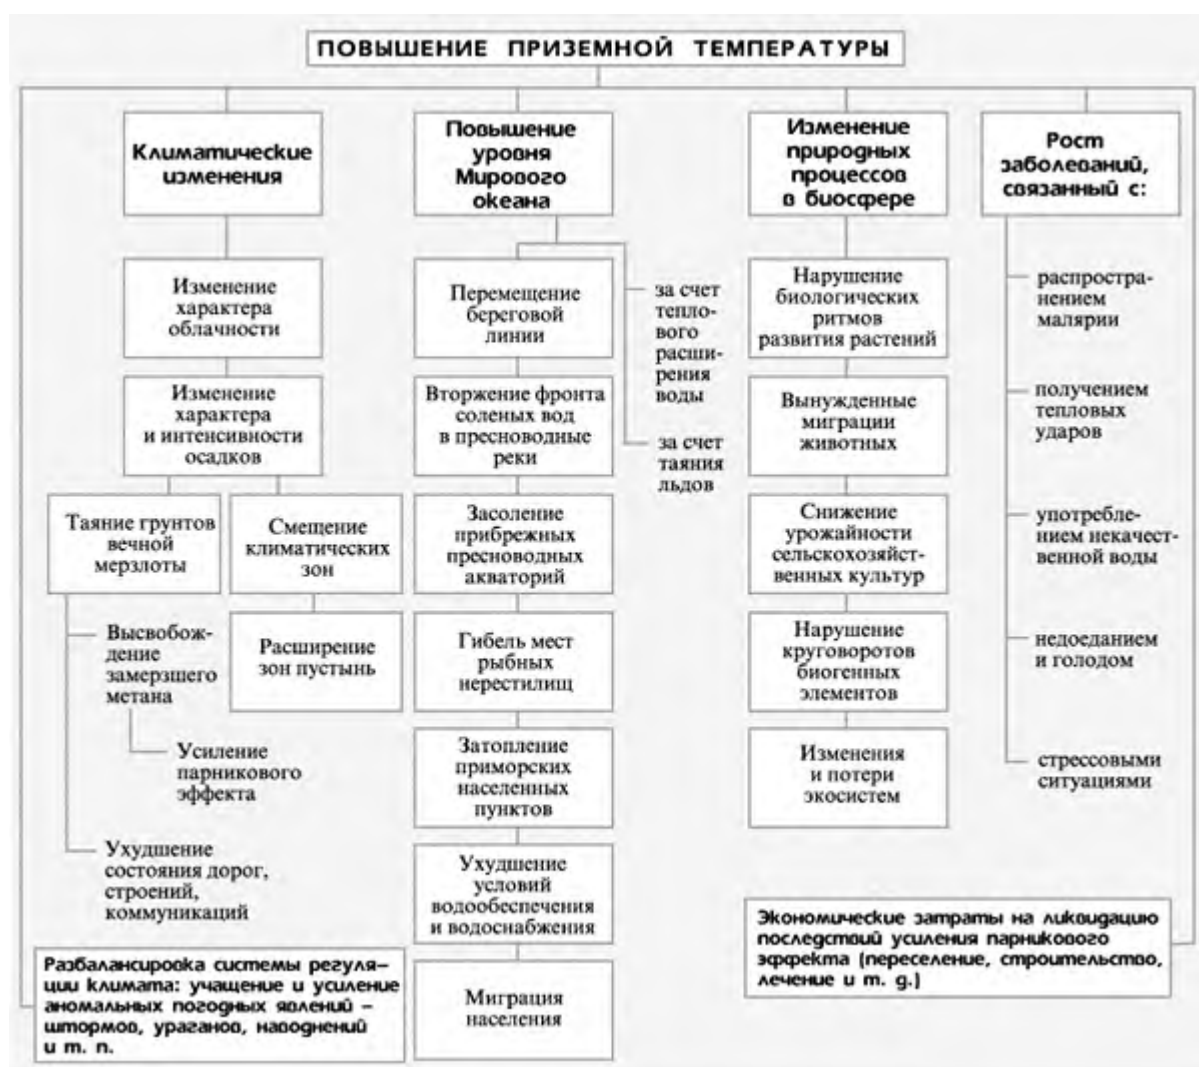 ПОВЫШЕНИЕ ПРИЗЕМНОЙ ТЕМПЕРАТУРЫ
Климатические
изменения
Изменение
характера
облачности
Изменение
характера
и интенсивности
осадков
Таяние грунтов
вечной
мерзлоты
Высвобож-
дение
замерзшего
метана
Усиление
парникового
эффекта
Ухудшение
состояния дорог,
строений,
коммуникаций
Смещение
климатических
зон
Расширение
зон пустынь
Повышение
уровня
Мирового
океана
Перемещение
береговой
линии
Вторжение фронта
соленых вод
в пресноводные
реки
Засоление
прибрежных
пресноводных
акваторий
Гибель мест
рыбных
нерестилищ
Затопление
приморских
населенных
пунктов
Ухудшение
условий
водообеспечения
и водоснабжения
Миграция
населения
за счет
тепло-
вого
расши-
рения
воды
за счет
таяния
льдов
Изменение
природных
процессов
в биосфере
Нарушение
биологических
ритмов
развития растений
Вынужденные
миграции
животных
Снижение
урожайности
сельскохозяйст-
венных культур
Нарушение
круговоротов
биогенных
элементов
Изменения
и потери
экосистем
Рост
заболеваний,
связанный с:
распростра-
нением
малярии
получением
тепловых
ударов
употребле-
нием некачест-
венной воды
недоеданием
и голодом
стрессовыми
ситуациями
Разбалансировка системы регуля-
ции климата: учащение и усиление
аномальных погодных явлений –
штормов, ураганов, наводнений
и т. п.
Экономические затраты на ликвидацию
последствий усиления парникового
эффекта (переселение, строительство,
лечение и т. д.)